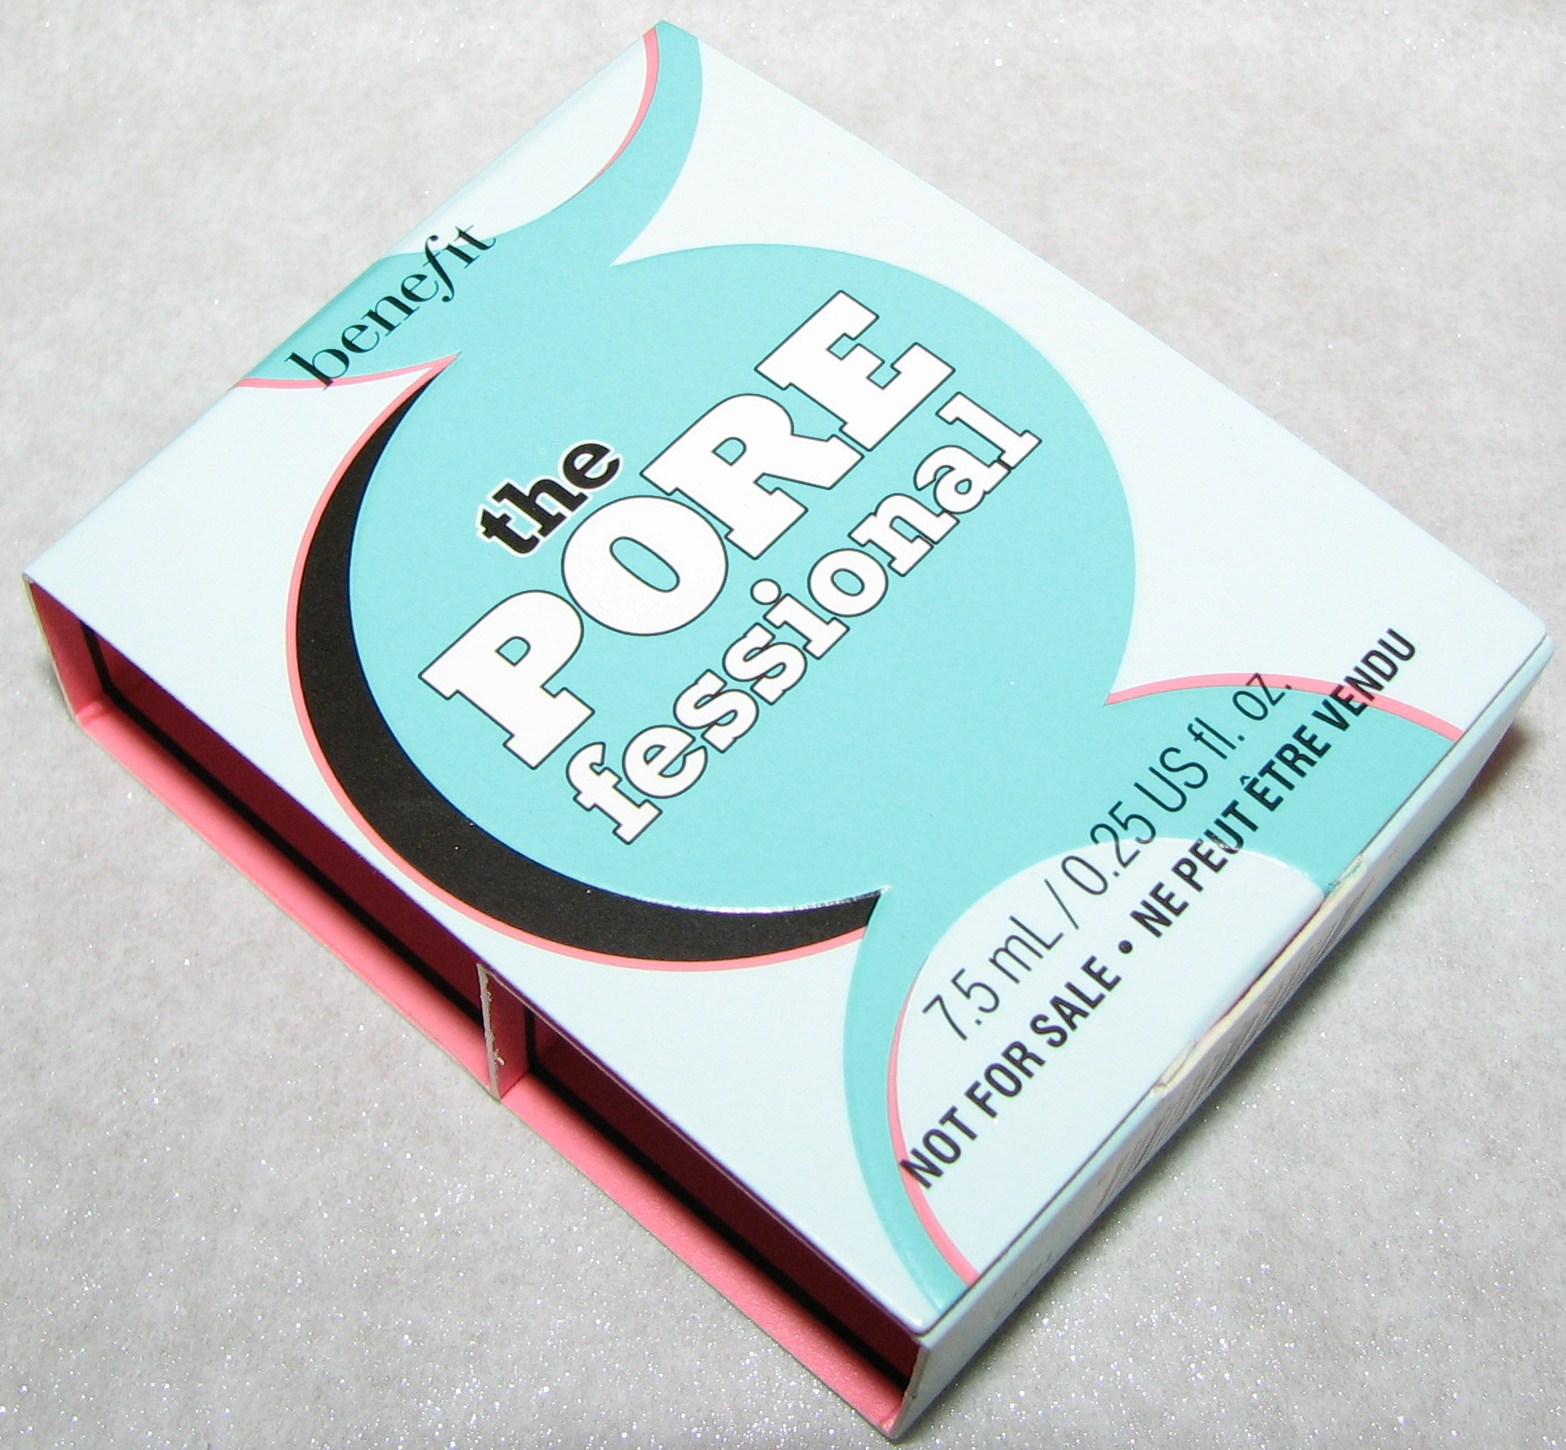 benefit
the
PORE
fessional
7.5 mL / 0.25 US fl. oz.
NOT FOR SALE • NE PEUT ÊTRE VENDU